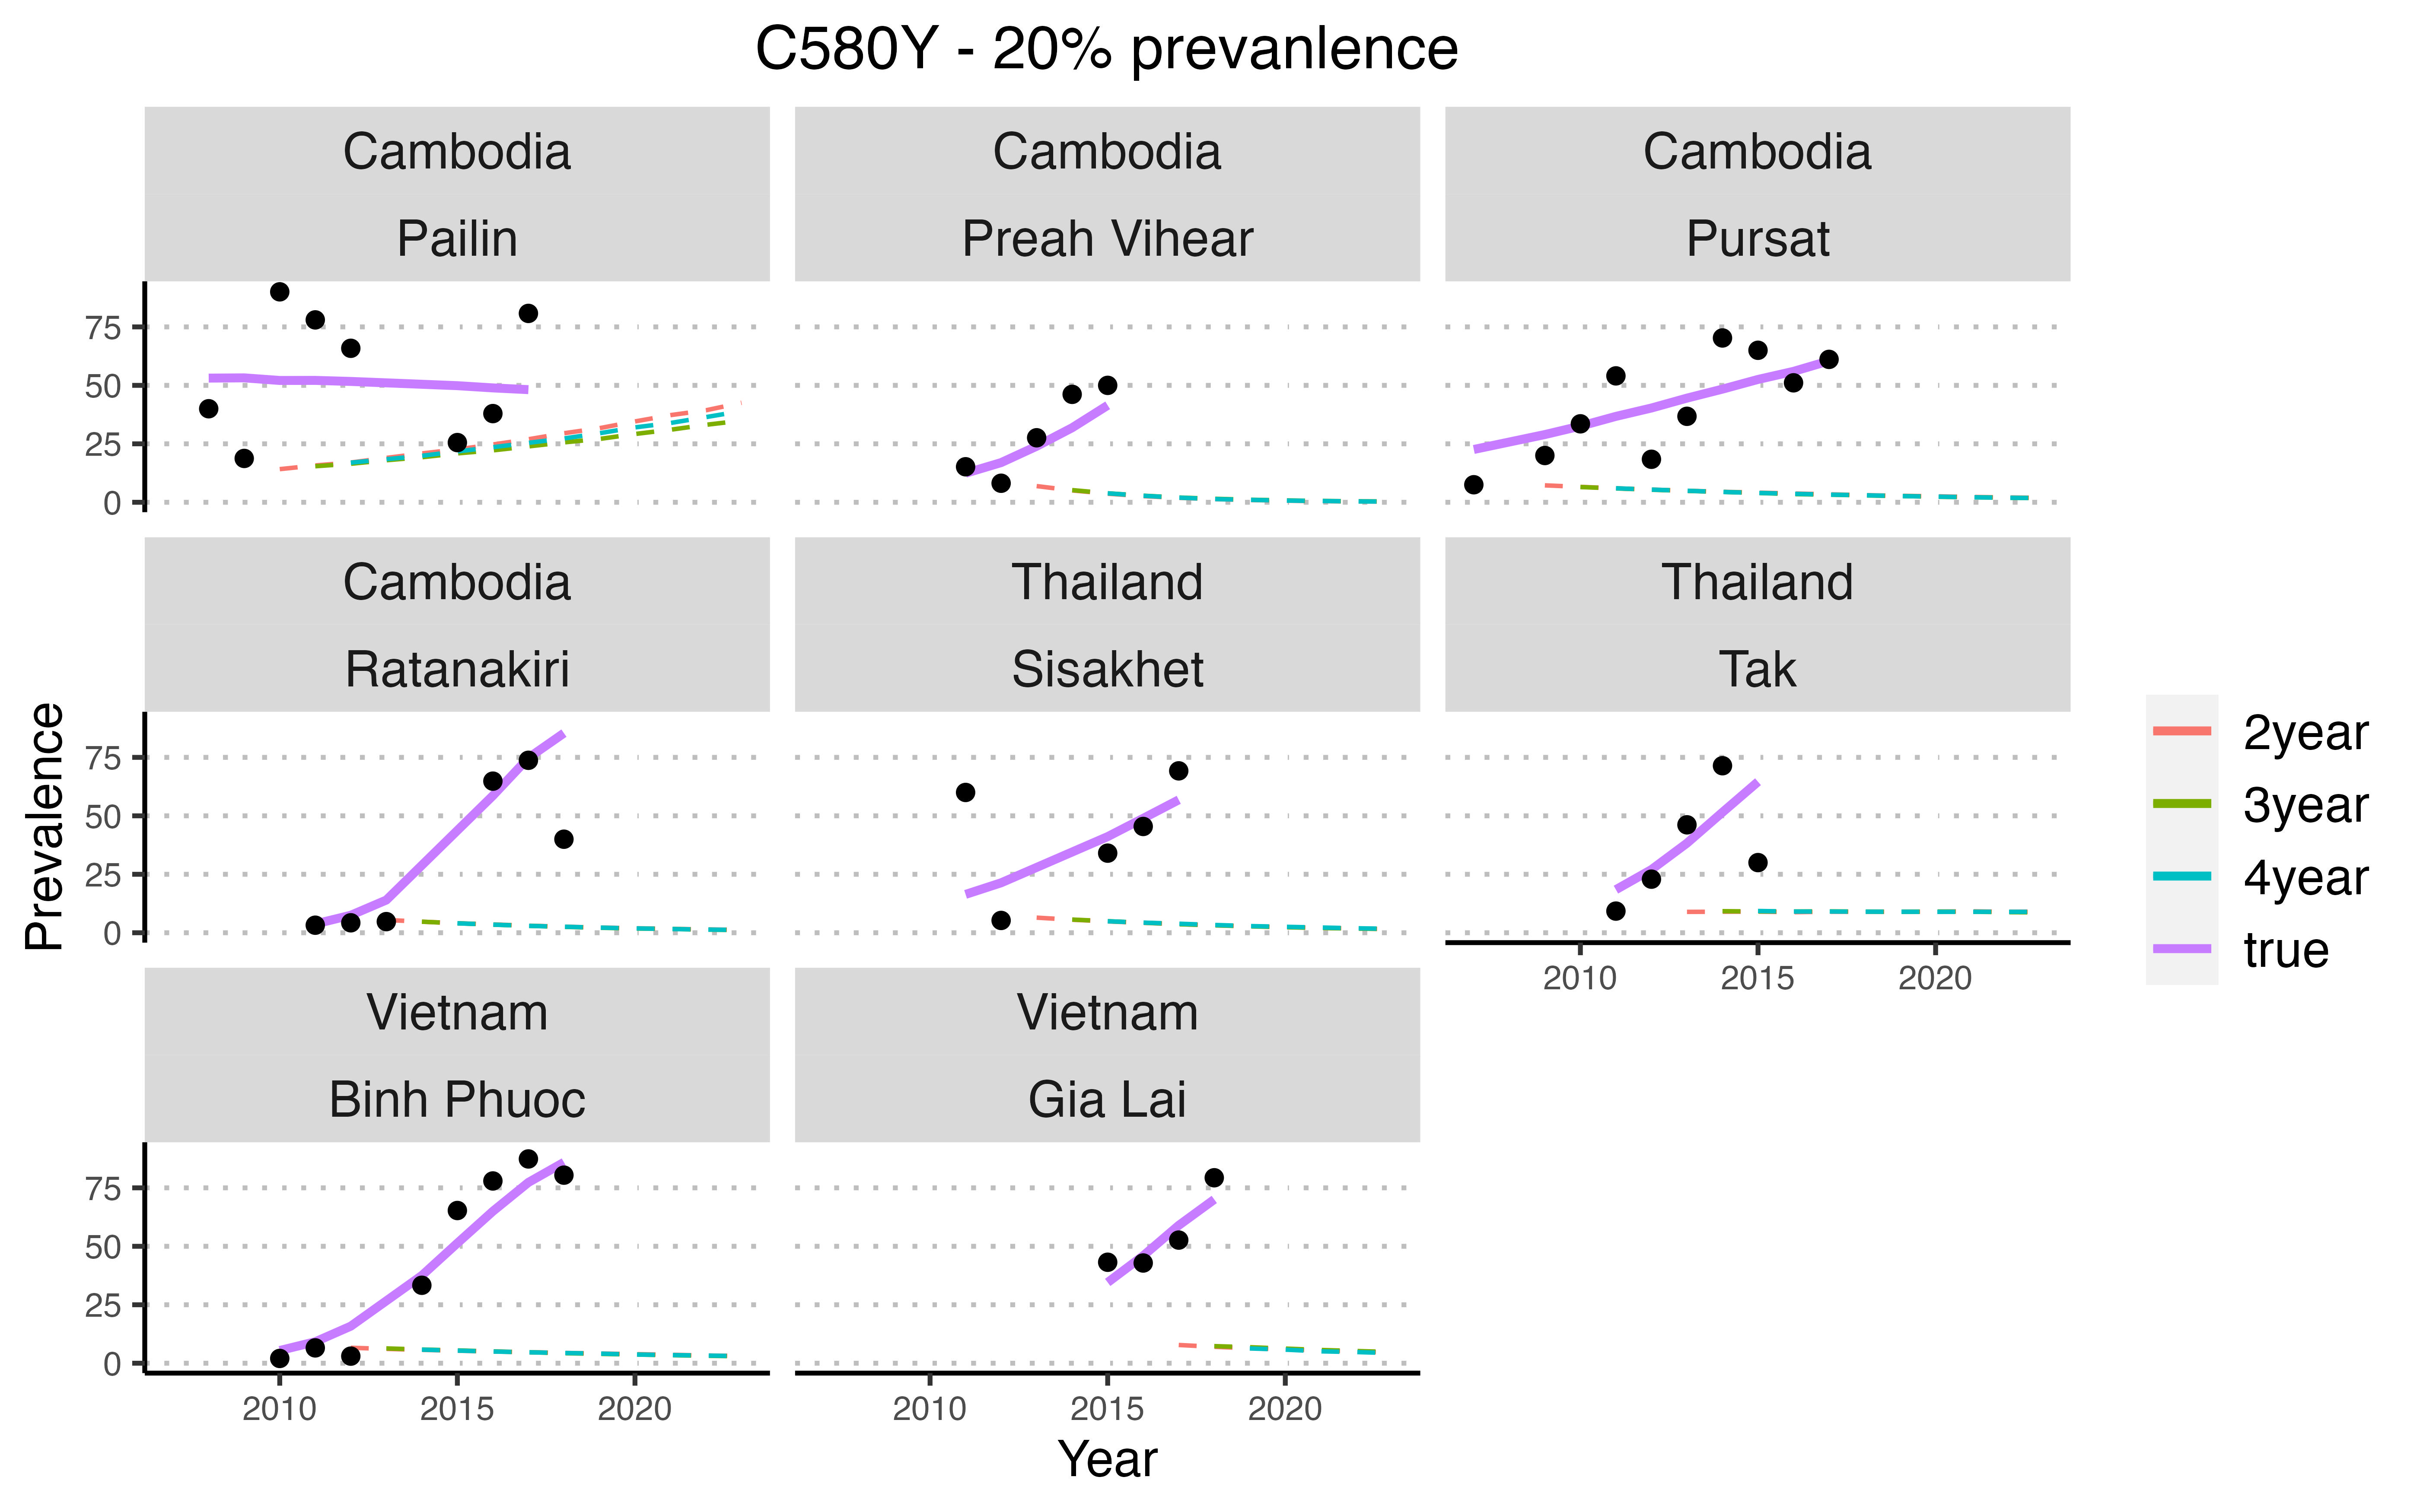 C580Y - 20% prevanlence
Cambodia
Pailin
Cambodia
Preah Vihear
Cambodia
Pursat
75
50
25
0
Cambodia
Ratanakiri
Thailand
Sisakhet
Thailand
Tak
75
50
25
0
2010
2015
2020
Vietnam
Binh Phuoc
Vietnam
Gia Lai
75
50
25
0
2010
2015
2020
2010
2015
2020
Prevalence
Year
2year
3year
4year
true